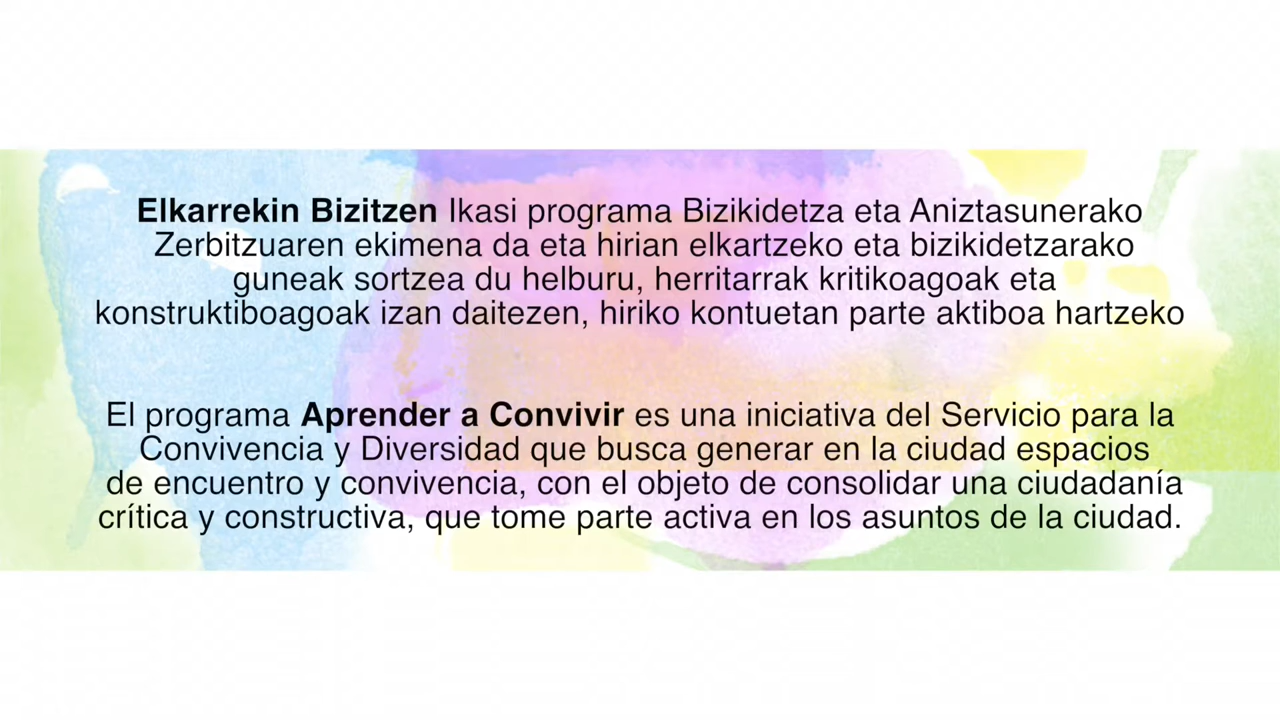 Elkarrekin Bizitzen Ikasi programa Bizikidetza eta Aniztasunerako
Zerbitzuaren ekimena da eta hirian elkartzeko eta bizikidetzarako
guneak sortzea du helburu, herritarrak kritikoagoak eta
konstruktiboagoak izan daitezen, hiriko kontuetan parte aktiboa hartzeko
El programa Aprender a Convivir es una iniciativa del Servicio para la
Convivencia y Diversidad que busca generar en la ciudad espacios
de encuentro y convivencia, con el objeto de consolidar una ciudadanía
crítica y constructiva, que tome parte activa en los asuntos de la ciudad.